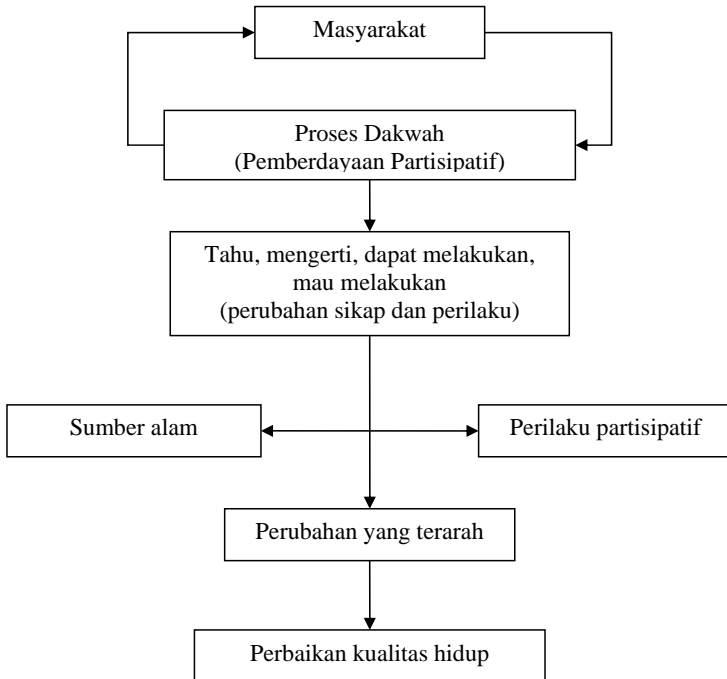 Masyarakat
Proses Dakwah
(Pemberdayaan Partisipatif)
Tahu, mengerti, dapat melakukan,
mau melakukan
(perubahan sikap dan perilaku)
Sumber alam
Perilaku partisipatif
Perubahan yang terarah
Perbaikan kualitas hidup